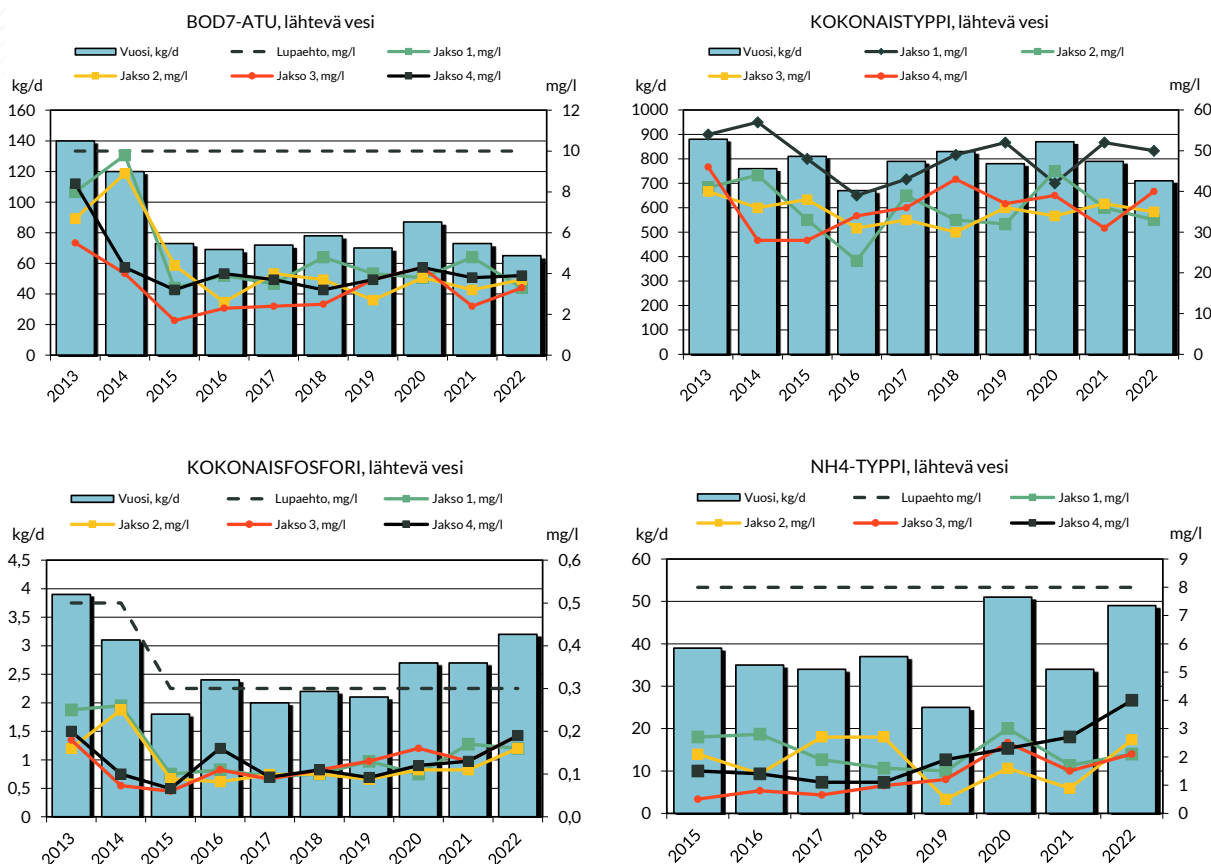 BOD7-ATU, lähtevä vesi
Vuosi, kg/d Lupaehto, mg/l Jakso 1, mg/l
Jakso 2, mg/l Jakso 3, mg/l Jakso 4, mg/l
kg/d mg/l
160 12
140 10
120
100 8
80 6
60
40 4
20 2
0 0
2013 2014 2015 2016 2017 2018 2019 2020 2021 2022
KOKONAISTYPPI, lähtevä vesi
Vuosi, kg/d Jakso 1, mg/l Jakso 2, mg/l
Jakso 3, mg/l Jakso 4, mg/l
kg/d mg/l
1000 60
900
800 50
700 40
600
500 30
400
300 20
200 10
100
0 0
2013 2014 2015 2016 2017 2018 2019 2020 2021 2022
KOKONAISFOSFORI, lähtevä vesi
Vuosi, kg/d Lupaehto, mg/l Jakso 1, mg/l
Jakso 2, mg/l Jakso 3, mg/l Jakso 4, mg/l
kg/d mg/l
4,5 0,6
4 0,5
3,5
3 0,4
2,5
2 0,3
1,5 0,2
1
0,5 0,1
0 0,0
2013 2014 2015 2016 2017 2018 2019 2020 2021 2022
NH4-TYPPI, lähtevä vesi
Vuosi, kg/d Lupaehto mg/l Jakso 1, mg/l
Jakso 2, mg/l Jakso 3, mg/l Jakso 4, mg/l
kg/d mg/l
60 9
50 8
40 7
30 6
20 5
10 4
0 3
2
1
0
2015 2016 2017 2018 2019 2020 2021 2022